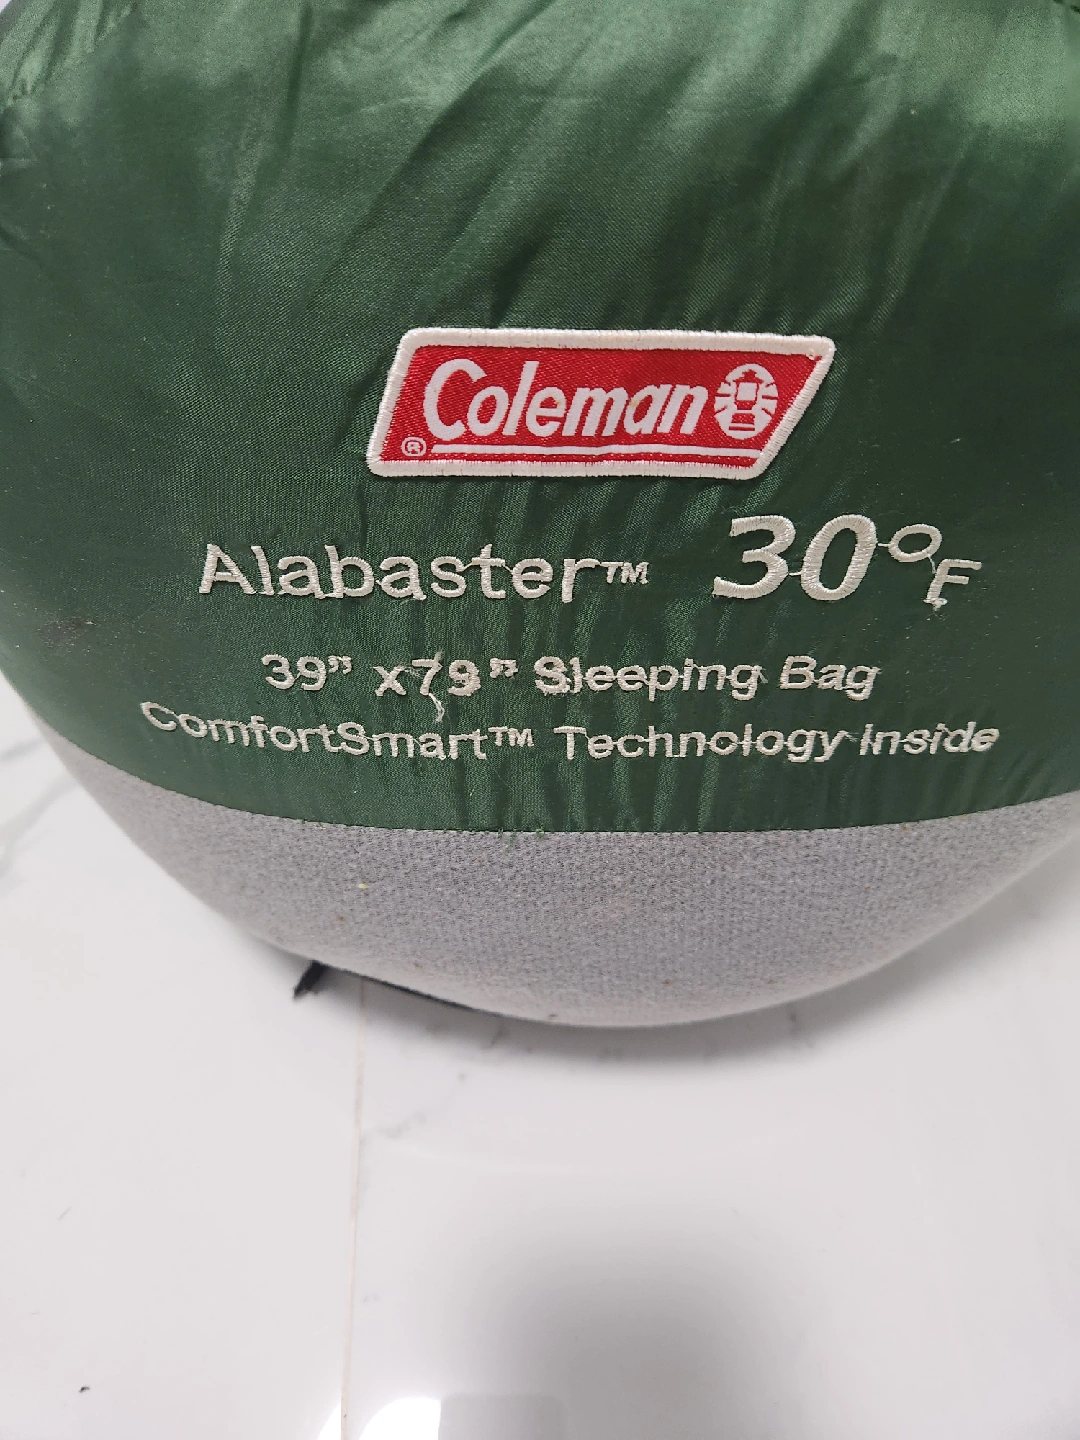 Coleman
®
Alabaster™ 30°F
39” x79” Sleeping Bag
ComfortSmart™ Technology Inside